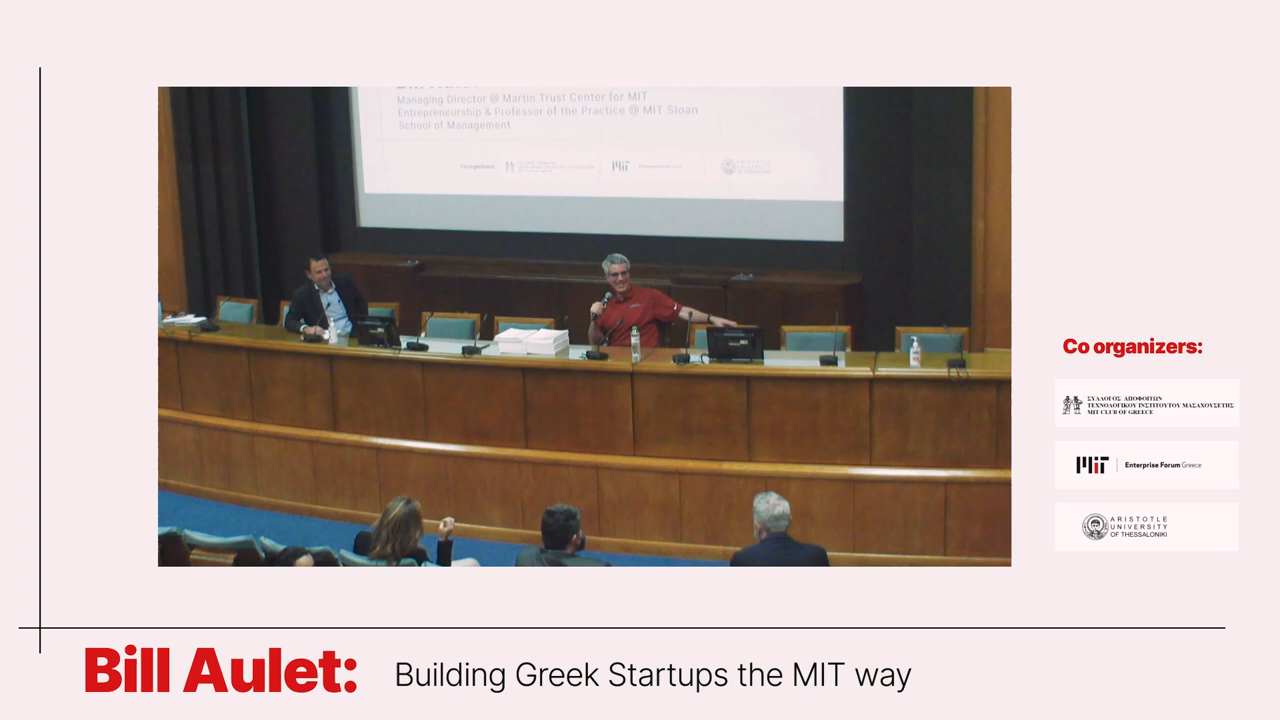 Managing Director @ Martin Trust Center for MIT
Entrepreneurship & Professor of the Practice @ MIT Sloan
School of Management
Co organizers:
ΣΥΛΛΟΓΟΣ ΑΠΟΦΟΙΤΩΝ
ΤΕΧΝΟΛΟΓΙΚΟΥ ΙΝΣΤΙΤΟΥΤΟΥ ΜΑΣΑΧΟΥΣΕΤΗΣ
MIT CLUB OF GREECE
MIT Enterprise Forum Greece
ARISTOTLE
UNIVERSITY
OF THESSALONIKI
Bill Aulet: Building Greek Startups the MIT way